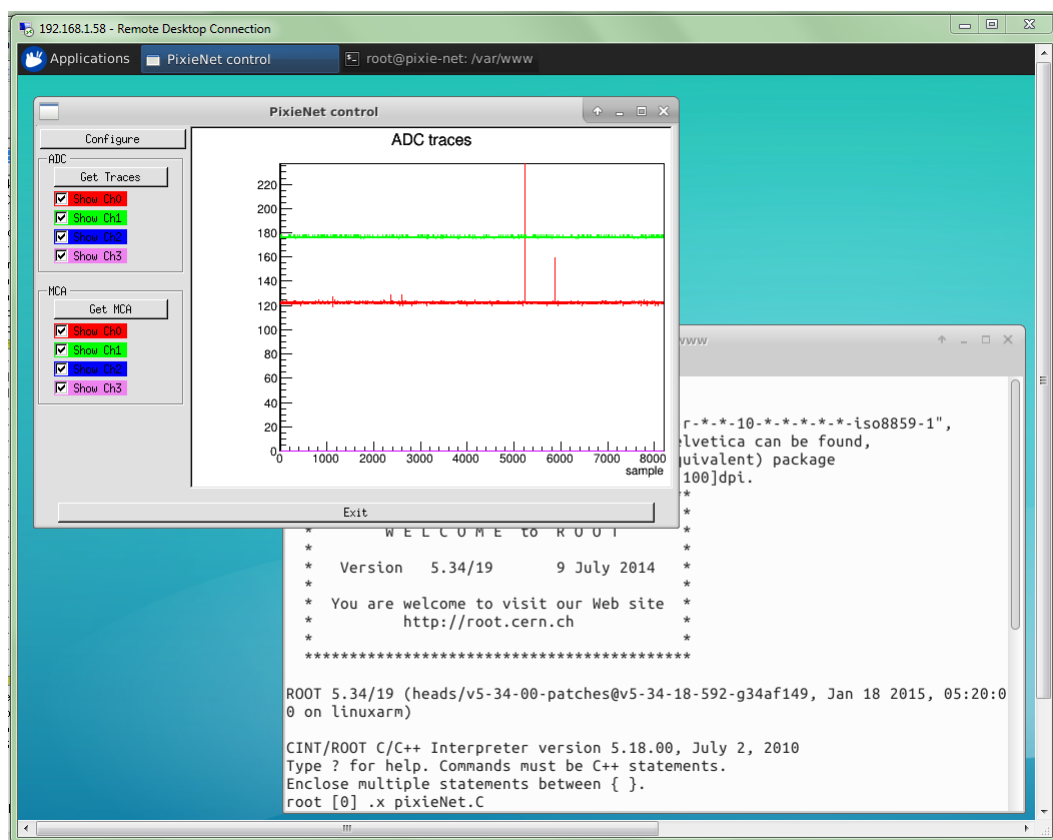 192.168.1.58 - Remote Desktop Connection
Applications
PixieNet control
root@pixie-net: /var/www
PixieNet control
Configure
ADC
Get Traces
Show Ch0
Show Ch1
Show Ch2
Show Ch3
MCA
Get MCA
Show Ch0
Show Ch1
Show Ch2
Show Ch3
ADC traces
220
200
180
160
140
120
100
80
60
40
20
0
0 1000 2000 3000 4000 5000 6000 7000 8000
sample
Exit
www
r-*-*-10-*-*-*-*-*-iso8859-1",
elvetica can be found,
quivalent) package
100]dpi.
*
*
* W E L C O M E to R O O T *
* *
* Version 5.34/19 9 July 2014 *
* *
* You are welcome to visit our Web site *
* http://root.cern.ch *
* *
*******************************************
ROOT 5.34/19 (heads/v5-34-00-patches@v5-34-18-592-g34af149, Jan 18 2015, 05:20:0
0 on linuxarm)
CINT/ROOT C/C++ Interpreter version 5.18.00, July 2, 2010
Type ? for help. Commands must be C++ statements.
Enclose multiple statements between { }.
root [0] .x pixieNet.C